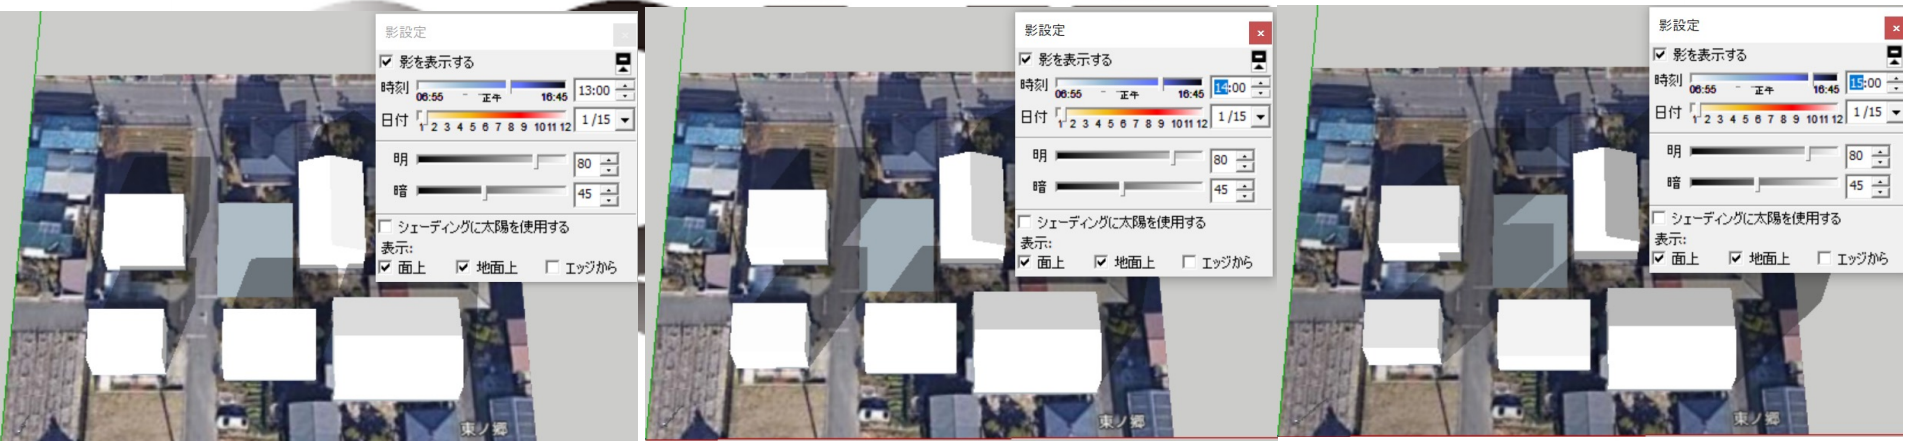 影設定
影を表示する
時刻 06:55 正午 16:45 13:00
日付 1 2 3 4 5 6 7 8 9 10 11 12 1/15
明 80
暗 45
シェーディングに太陽を使用する
表示:
面上 地面上 エッジから
東ノ郷
影設定
影を表示する
時刻 06:55 正午 16:45 14:00
日付 1 2 3 4 5 6 7 8 9 10 11 12 1/15
明 80
暗 45
シェーディングに太陽を使用する
表示:
面上 地面上 エッジから
東ノ郷
影設定
影を表示する
時刻 06:55 正午 16:45 15:00
日付 1 2 3 4 5 6 7 8 9 10 11 12 1/15
明 80
暗 45
シェーディングに太陽を使用する
表示:
面上 地面上 エッジから
東ノ郷